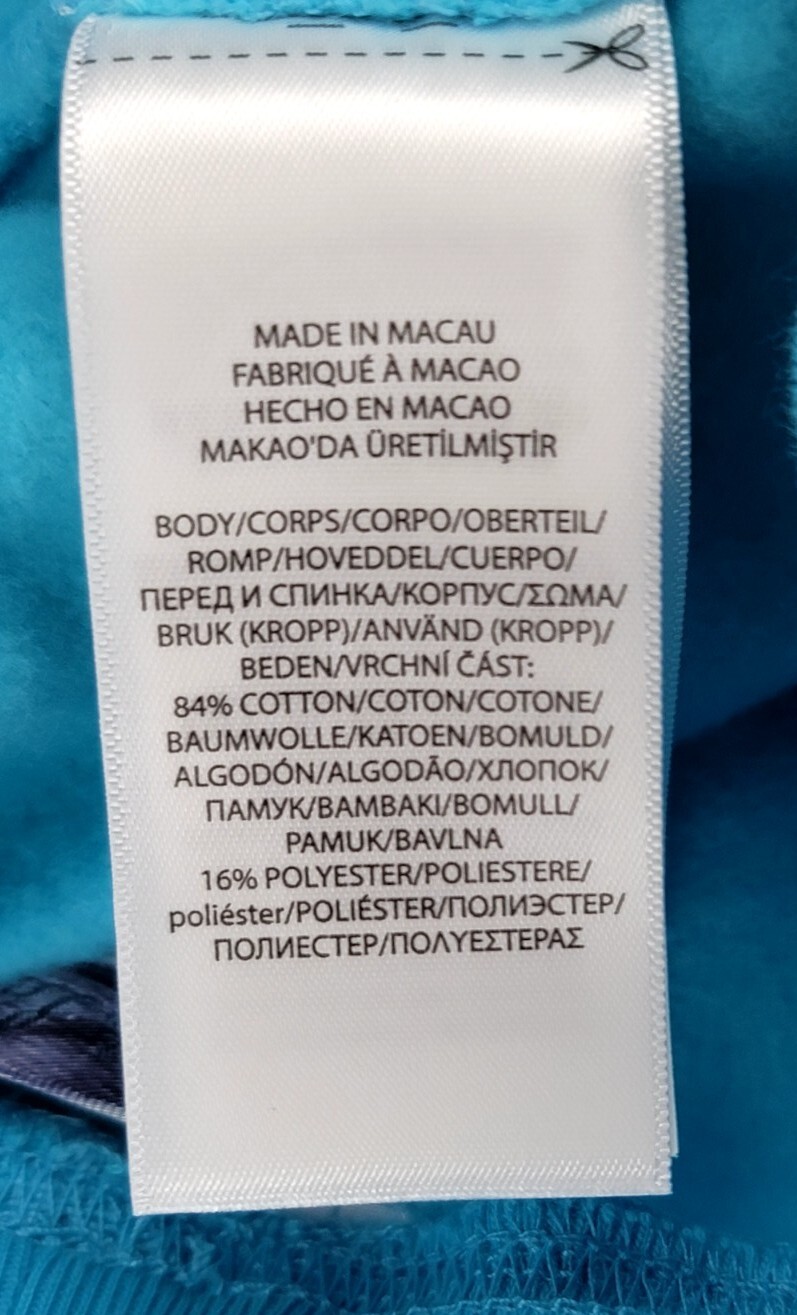 MADE IN MACAU
FABRIQUÉ À MACAO
HECHO EN MACAO
MAKAO'DA ÜRETİLMİŞTİR
BODY/CORPS/CORPO/OBERTEIL/
ROMP/HOVEDDEL/CUERPO/
ПЕРЕД И СПИНКА/КОРПУС/ΣΩΜΑ/
BRUK (KROPP)/ANVÄND (KROPP)/
BEDEN/VRCHNÍ ČÁST:
84% COTTON/COTON/COTONE/
BAUMWOLLE/KATOEN/BOMULD/
ALGODÓN/ALGODÃO/ХЛОПОК/
ПАМУК/ΒΑΜΒΑΚΙ/BOMULL/
PAMUK/BAVLNA
16% POLYESTER/POLIESTERE/
poliéster/POLIÉSTER/ПОЛИЭСТЕР/
ПОЛИЕСТЕР/ΠΟΛΥΕΣΤΕΡΑΣ